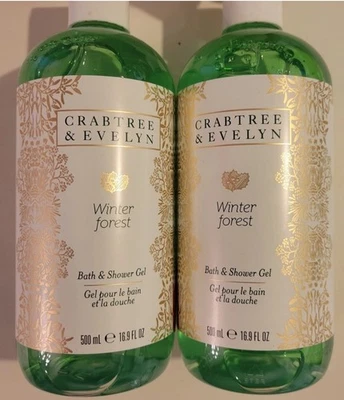 CRABTREE
& EVELYN
Winter
forest
Bath & Shower Gel
Gel pour le bain
et la douche
500 mL ℮ 16.9 FL OZ
CRABTREE
& EVELYN
Winter
forest
Bath & Shower Gel
Gel pour le bain
et la douche
500 mL ℮ 16.9 FL OZ